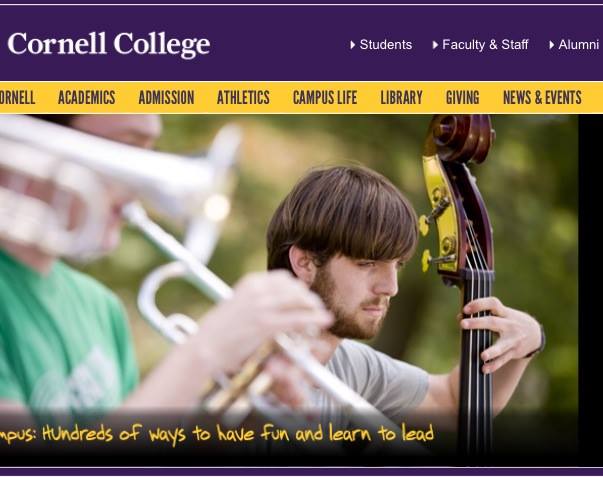 Cornell College
Students Faculty & Staff Alumni
ORNELL ACADEMICS ADMISSION ATHLETICS CAMPUS LIFE LIBRARY GIVING NEWS & EVENTS
mpus: Hundreds of ways to have fun and learn to lead